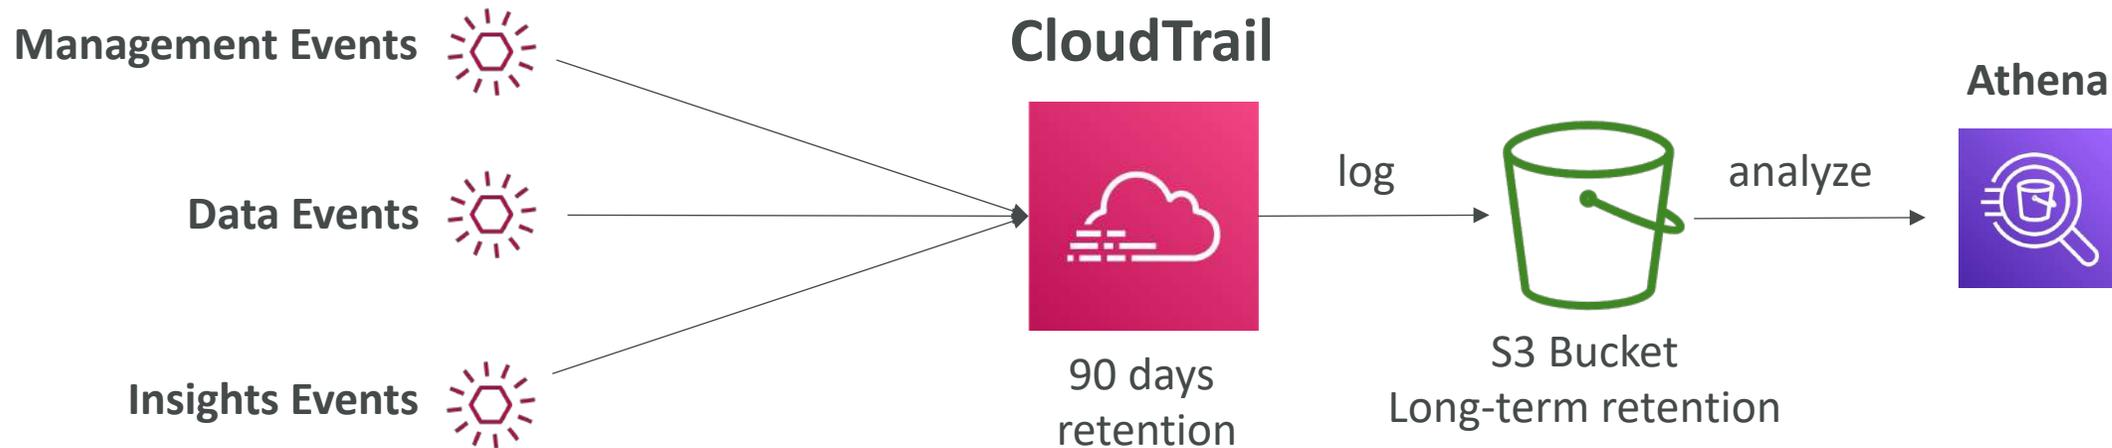 Management Events
Data Events
Insights Events
CloudTrail
90 days
retention
log
S3 Bucket
Long-term retention
analyze
Athena